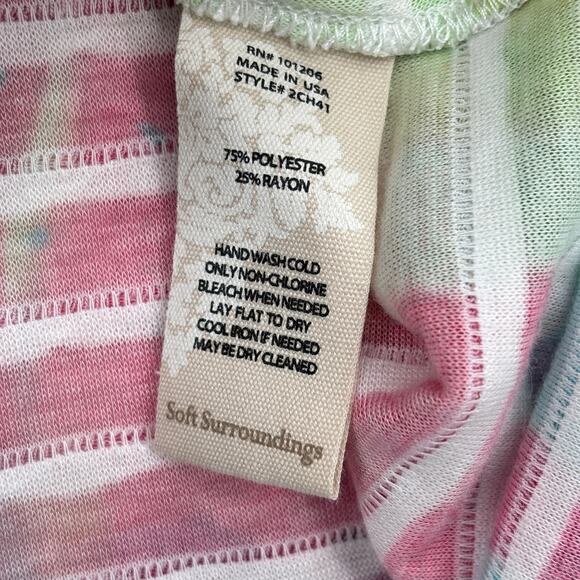 RN# 101206
MADE IN USA
STYLE# 2CH41
75% POLYESTER
25% RAYON
HAND WASH COLD
ONLY NON-CHLORINE
BLEACH WHEN NEEDED
LAY FLAT TO DRY
COOL IRON IF NEEDED
MAY BE DRY CLEANED
Soft Surroundings